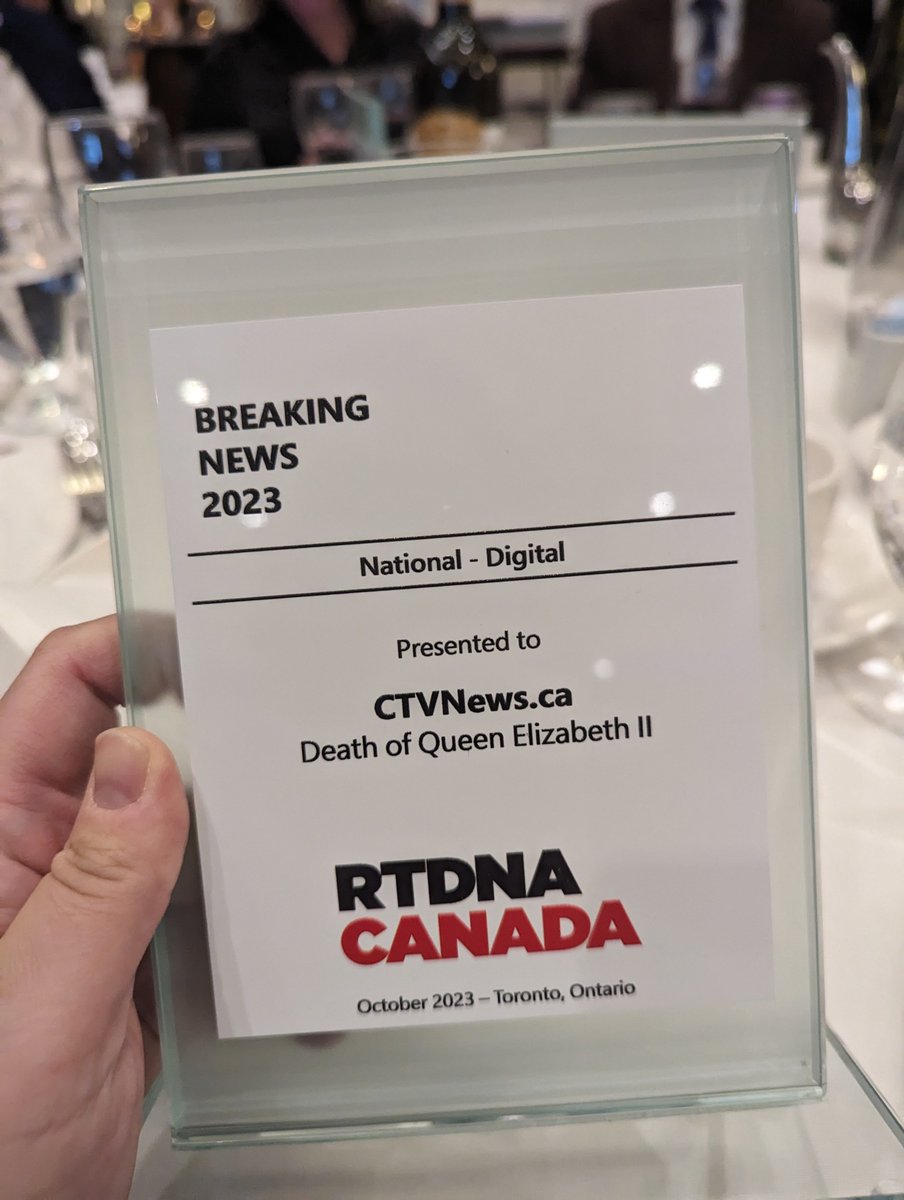 BREAKING
NEWS
2023
National - Digital
Presented to
CTVNews.ca
Death of Queen Elizabeth II
RTDNA
CANADA
October 2023 – Toronto, Ontario